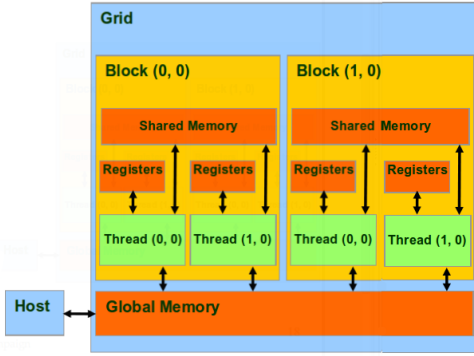 Grid
Block (0, 0)
Block (1, 0)
Shared Memory
Shared Memory
Registers
Registers
Registers
Registers
Thread (0, 0)
Thread (1, 0)
Thread (0, 0)
Thread (1, 0)
Host
Global Memory